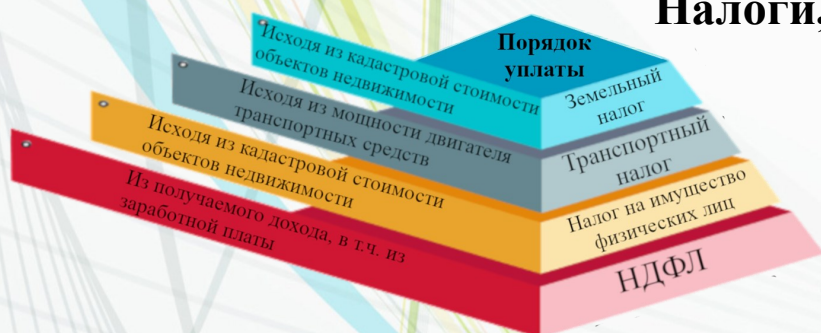 Налоги,
Порядок
уплаты
Исходя из кадастровой стоимости
объектов недвижимости
Земельный
налог
Исходя из мощности двигателя
транспортных средств
Транспортный
налог
Исходя из кадастровой стоимости
объектов недвижимости
Налог на имущество
физических лиц
Из получаемого дохода, в т.ч. из
заработной платы
НДФЛ